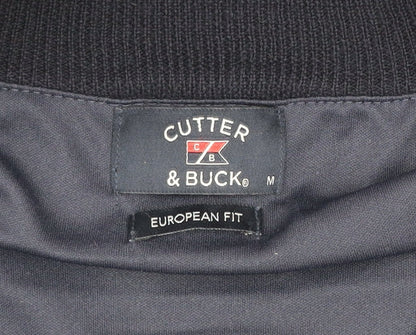 CUTTER
C/B
& BUCK® M
EUROPEAN FIT